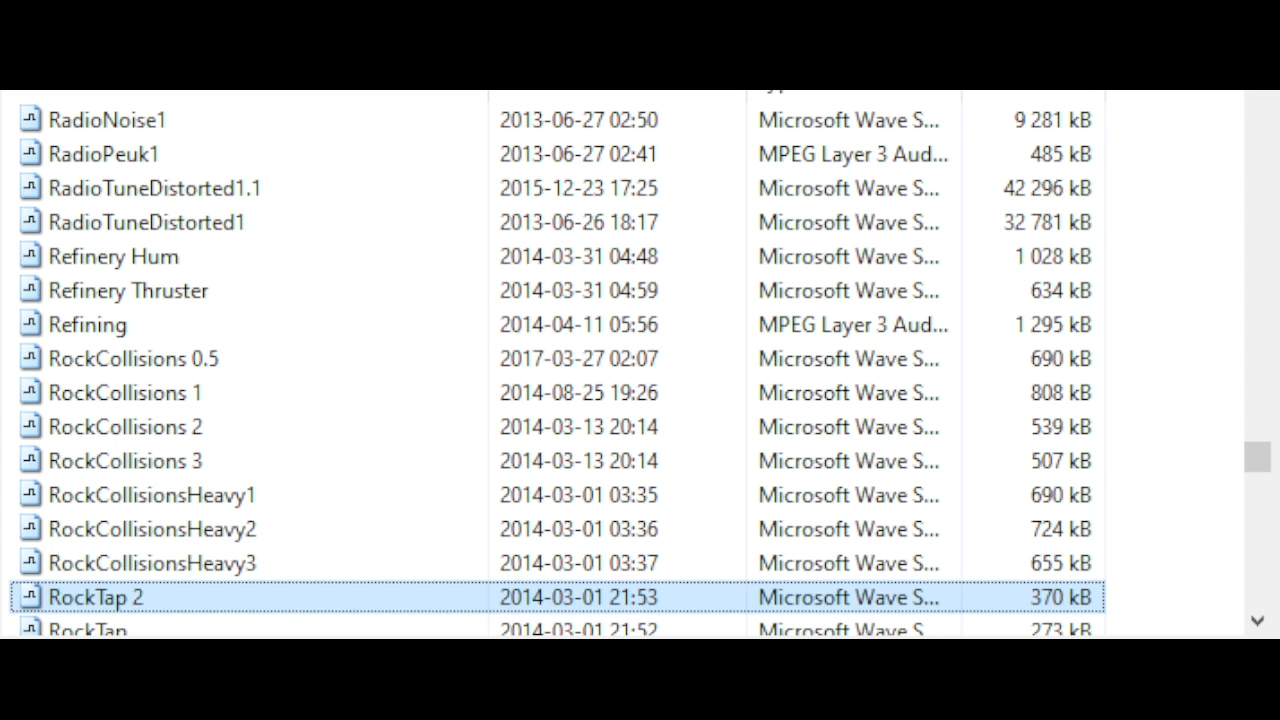 RadioNoise1 2013-06-27 02:50 Microsoft Wave S... 9 281 kB
RadioPeuk1 2013-06-27 02:41 MPEG Layer 3 Aud... 485 kB
RadioTuneDistorted1.1 2015-12-23 17:25 Microsoft Wave S... 42 296 kB
RadioTuneDistorted1 2013-06-26 18:17 Microsoft Wave S... 32 781 kB
Refinery Hum 2014-03-31 04:48 Microsoft Wave S... 1 028 kB
Refinery Thruster 2014-03-31 04:59 Microsoft Wave S... 634 kB
Refining 2014-04-11 05:56 MPEG Layer 3 Aud... 1 295 kB
RockCollisions 0.5 2017-03-27 02:07 Microsoft Wave S... 690 kB
RockCollisions 1 2014-08-25 19:26 Microsoft Wave S... 808 kB
RockCollisions 2 2014-03-13 20:14 Microsoft Wave S... 539 kB
RockCollisions 3 2014-03-13 20:14 Microsoft Wave S... 507 kB
RockCollisionsHeavy1 2014-03-01 03:35 Microsoft Wave S... 690 kB
RockCollisionsHeavy2 2014-03-01 03:36 Microsoft Wave S... 724 kB
RockCollisionsHeavy3 2014-03-01 03:37 Microsoft Wave S... 655 kB
RockTap 2 2014-03-01 21:53 Microsoft Wave S... 370 kB
RockTap 2014-03-01 21:52 Microsoft Wave S 273 kB